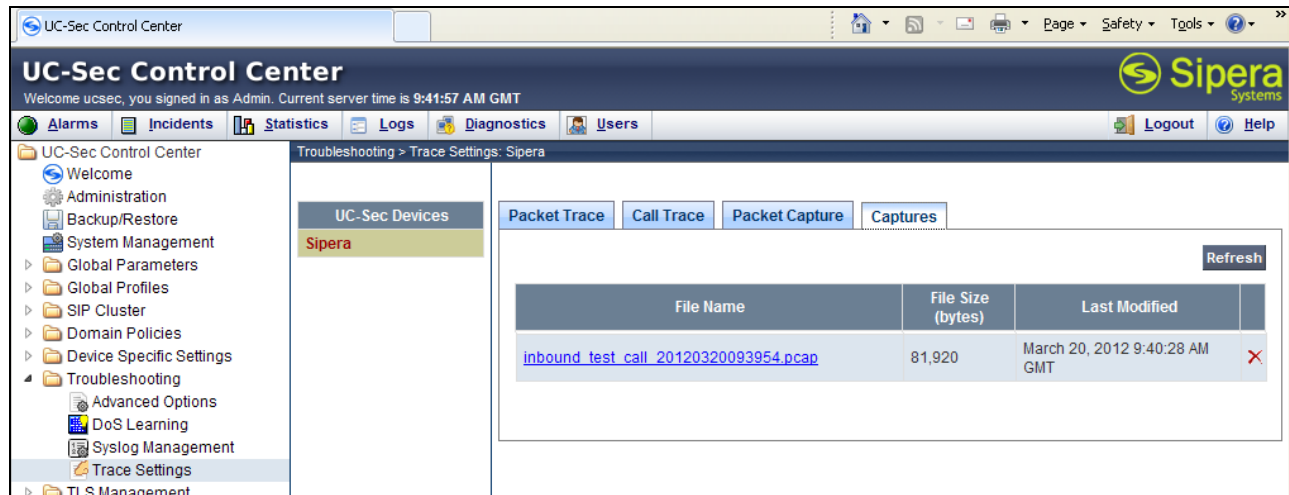 UC-Sec Control Center
Page
Safety
Tools
»
UC-Sec Control Center
Welcome ucsec, you signed in as Admin. Current server time is 9:41:57 AM GMT
Sipera
Systems
Alarms
Incidents
Statistics
Logs
Diagnostics
Users
Logout
Help
UC-Sec Control Center
Welcome
Administration
Backup/Restore
System Management
Global Parameters
Global Profiles
SIP Cluster
Domain Policies
Device Specific Settings
Troubleshooting
Advanced Options
DoS Learning
Syslog Management
Trace Settings
TLS Management
Troubleshooting > Trace Settings: Sipera
UC-Sec Devices
Sipera
Packet Trace
Call Trace
Packet Capture
Captures
Refresh
File Name
File Size
(bytes)
Last Modified
inbound_test_call_20120320093954.pcap
81,920
March 20, 2012 9:40:28 AM
GMT